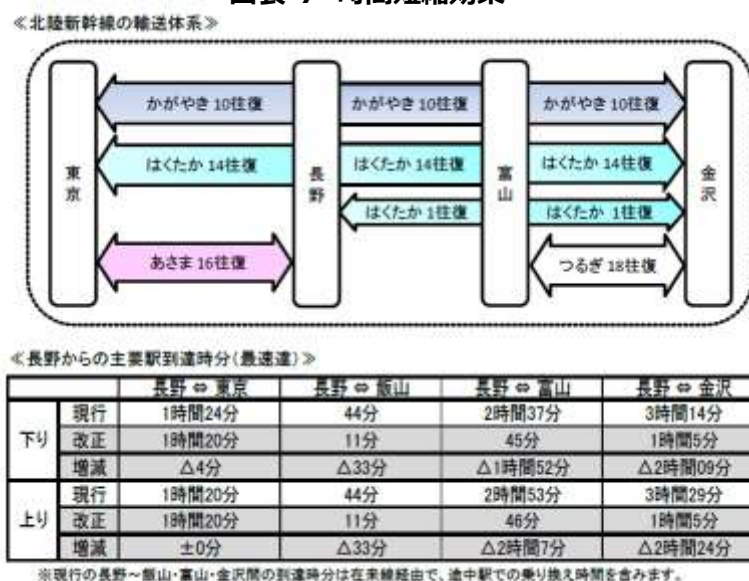 ≪北陸新幹線の輸送体系≫
かがやき 10往復 かがやき 10往復 かがやき 10往復
はくたか 14往復 はくたか 14往復 はくたか 14往復
東京 長野 富山 金沢
はくたか 1往復 はくたか 1往復
あさま 16往復 つるぎ 18往復
≪長野からの主要駅到達時分(最速達)≫
長野 ⇔ 東京 長野 ⇔ 飯山 長野 ⇔ 富山 長野 ⇔ 金沢
下り 現行 1時間24分 44分 2時間37分 3時間14分
改正 1時間20分 11分 45分 1時間5分
増減 △4分 △33分 △1時間52分 △2時間09分
上り 現行 1時間20分 44分 2時間53分 3時間29分
改正 1時間20分 11分 46分 1時間5分
増減 ±0分 △33分 △2時間7分 △2時間24分
※現行の長野~飯山・富山・金沢間の到達時分は在来線経由で、途中駅での乗り換え時間を含みます。